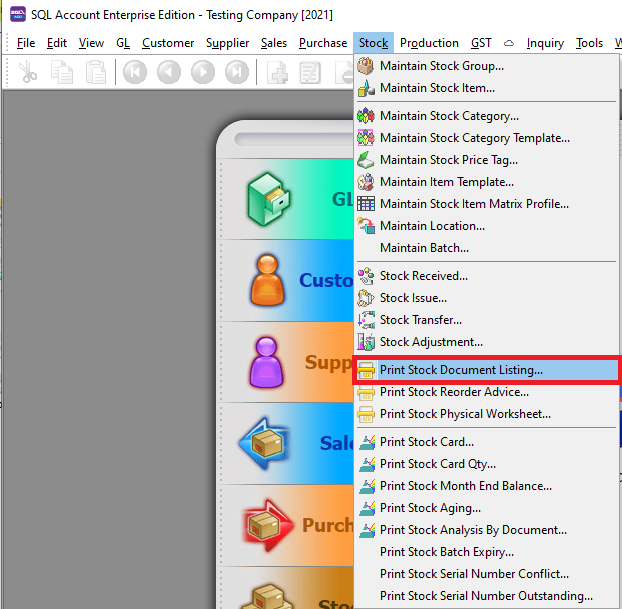 SQL Account Enterprise Edition - Testing Company [2021]
File Edit View GL Customer Supplier Sales Purchase Stock Production GST Inquiry Tools
Maintain Stock Group...
Maintain Stock Item...
Maintain Stock Category...
Maintain Stock Category Template...
Maintain Stock Price Tag...
Maintain Item Template...
Maintain Stock Item Matrix Profile...
Maintain Location...
Maintain Batch...
Stock Received...
Stock Issue...
Stock Transfer...
Stock Adjustment...
Print Stock Document Listing...
Print Stock Reorder Advice...
Print Stock Physical Worksheet...
Print Stock Card...
Print Stock Card Qty...
Print Stock Month End Balance...
Print Stock Aging...
Print Stock Analysis By Document...
Print Stock Batch Expiry...
Print Stock Serial Number Conflict...
Print Stock Serial Number Outstanding...
GL
Custo
Supp
Sale
Purch
Sto